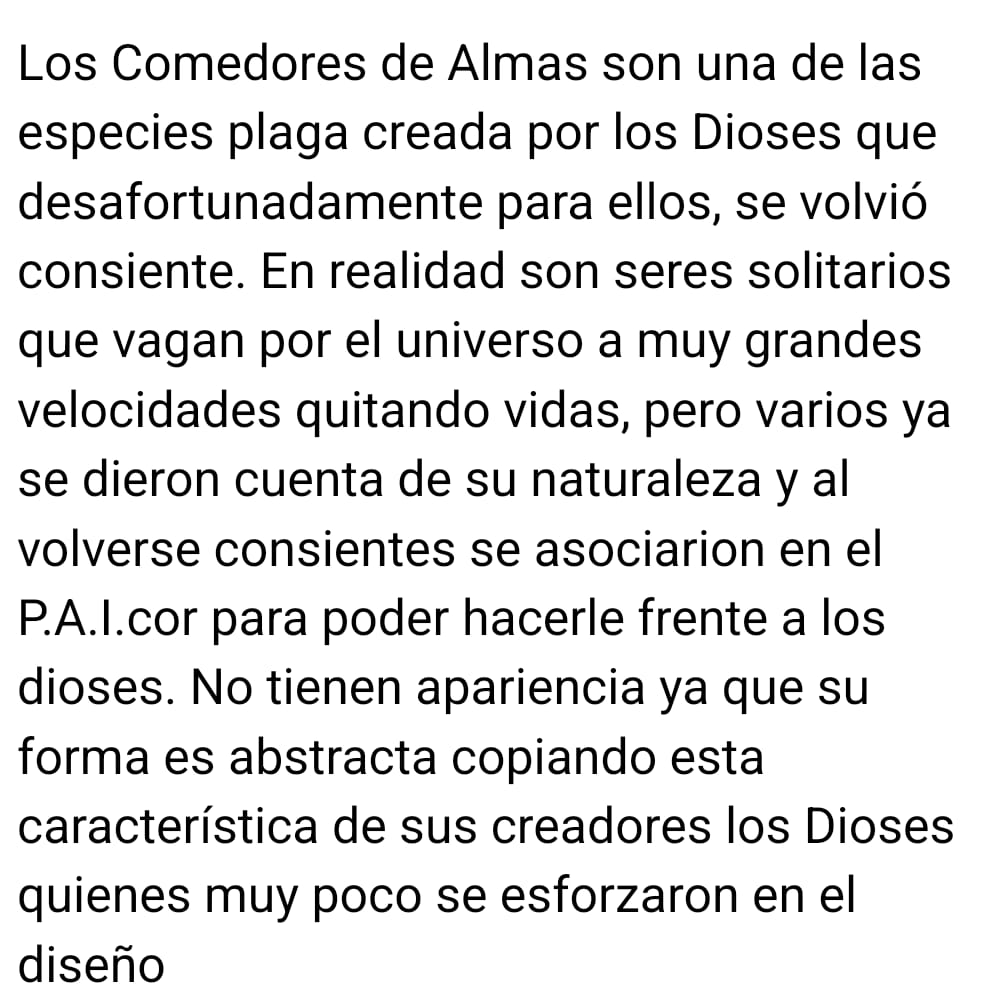 Los Comedores de Almas son una de las
especies plaga creada por los Dioses que
desafortunadamente para ellos, se volvió
consiente. En realidad son seres solitarios
que vagan por el universo a muy grandes
velocidades quitando vidas, pero varios ya
se dieron cuenta de su naturaleza y al
volverse consientes se asociarion en el
P.A.I.cor para poder hacerle frente a los
dioses. No tienen apariencia ya que su
forma es abstracta copiando esta
característica de sus creadores los Dioses
quienes muy poco se esforzaron en el
diseño